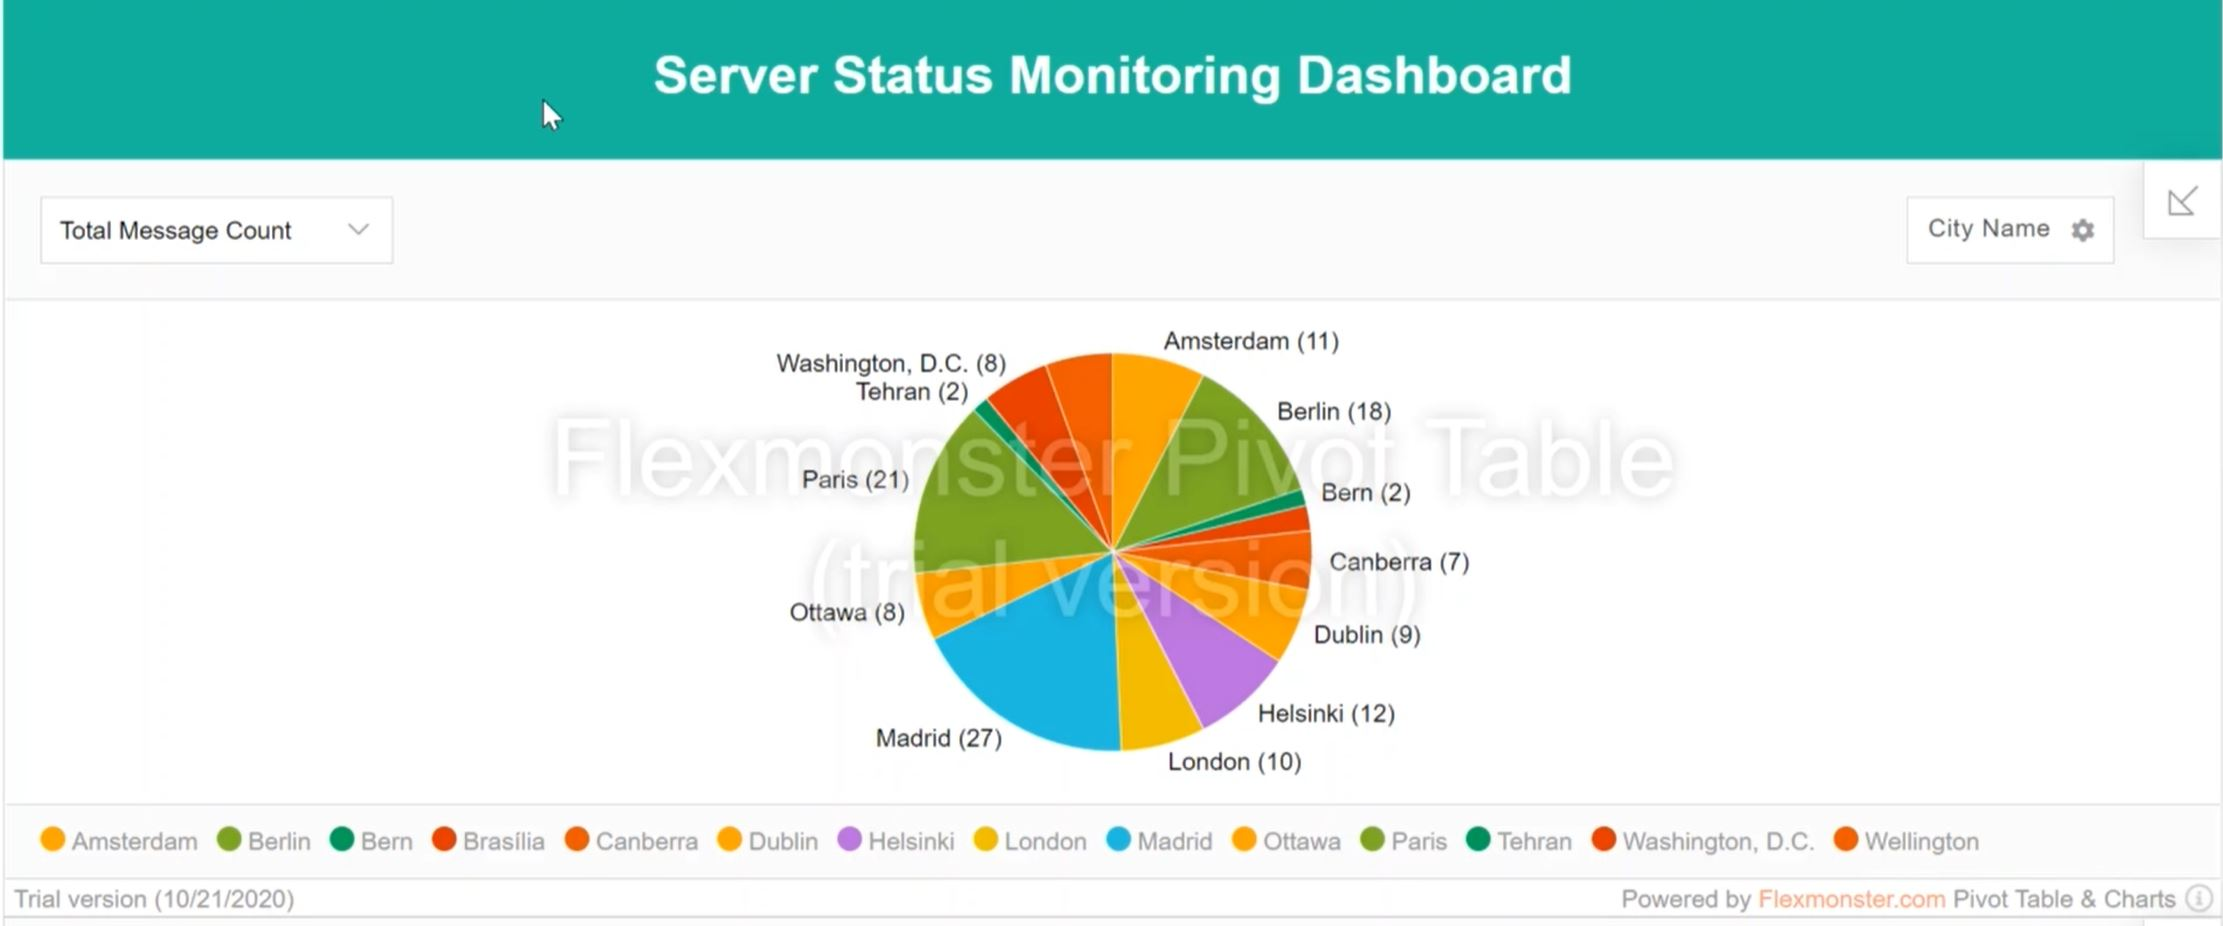 Server Status Monitoring Dashboard
Total Message Count
City Name
Amsterdam (11)
Washington, D.C. (8)
Tehran (2)
Berlin (18)
Flexmonster Pivot Table
Paris (21)
Bern (2)
Canberra (7)
(trial version)
Ottawa (8)
Dublin (9)
Helsinki (12)
Madrid (27)
London (10)
Amsterdam Berlin Bern Brasília Canberra Dublin Helsinki London Madrid Ottawa Paris Tehran Washington, D.C. Wellington
Trial version (10/21/2020)
Powered by Flexmonster.com Pivot Table & Charts